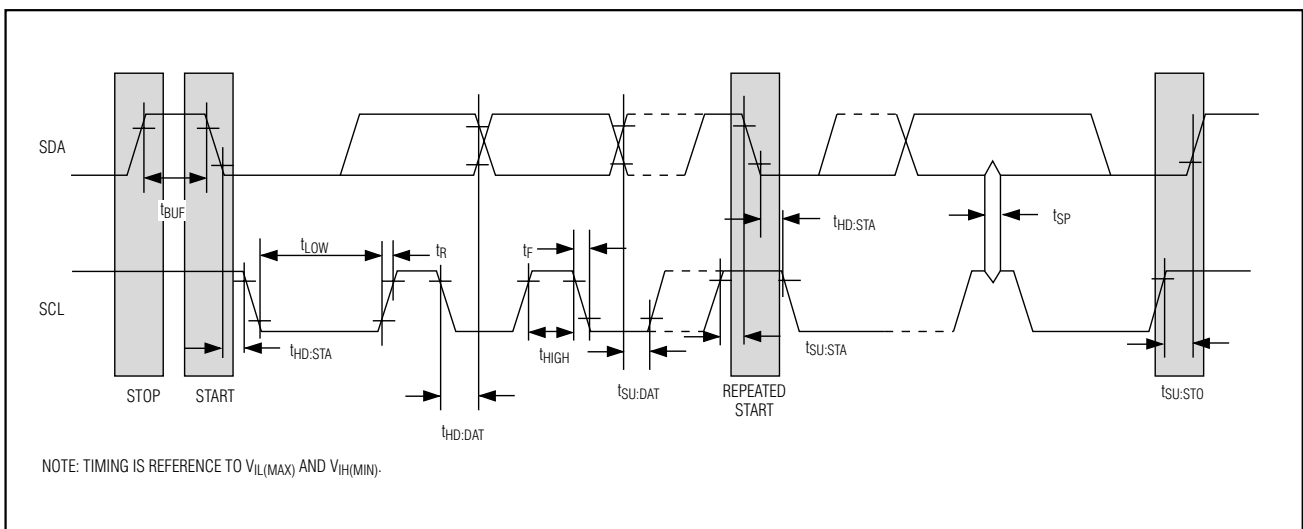 SDA
tBUF
tLOW
tR
tF
tHD:STA
tSP
SCL
tHD:STA
tHIGH
tSU:STA
tSU:DAT
tSU:STO
STOP
START
REPEATED
START
tHD:DAT
NOTE: TIMING IS REFERENCE TO VIL(MAX) AND VIH(MIN).